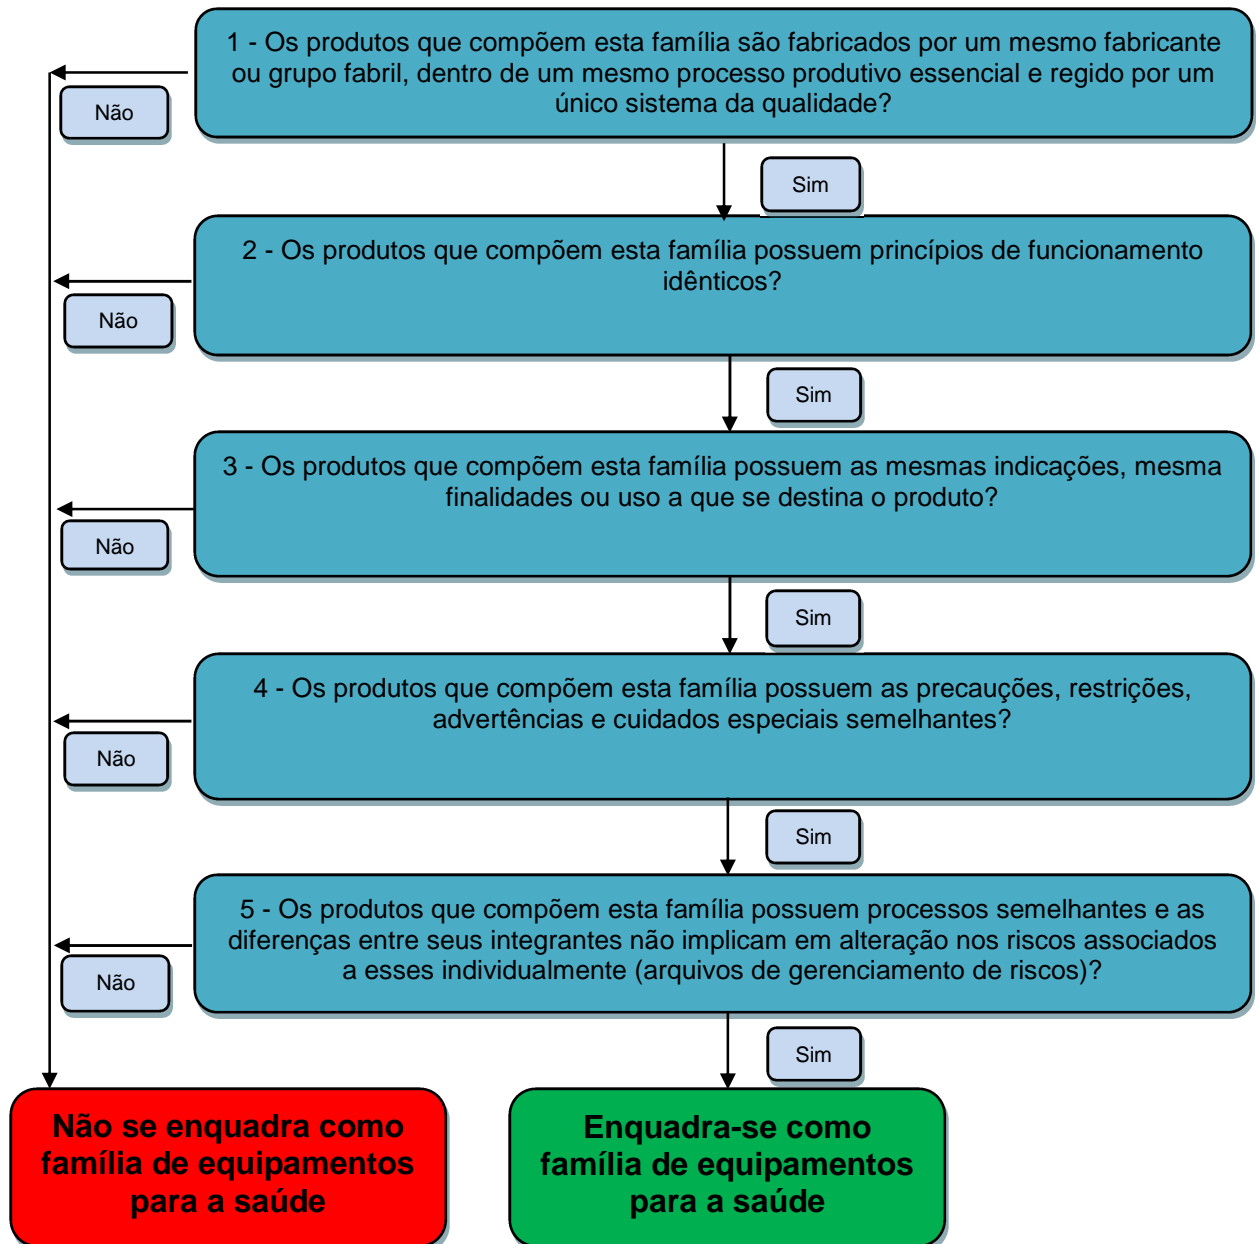 1 - Os produtos que compõem esta família são fabricados por um mesmo fabricante
ou grupo fabril, dentro de um mesmo processo produtivo essencial e regido por um
único sistema da qualidade?
Não
Sim
2 - Os produtos que compõem esta família possuem princípios de funcionamento
idênticos?
Não
Sim
3 - Os produtos que compõem esta família possuem as mesmas indicações, mesma
finalidades ou uso a que se destina o produto?
Não
Sim
4 - Os produtos que compõem esta família possuem as precauções, restrições,
advertências e cuidados especiais semelhantes?
Não
Sim
5 - Os produtos que compõem esta família possuem processos semelhantes e as
diferenças entre seus integrantes não implicam em alteração nos riscos associados
a esses individualmente (arquivos de gerenciamento de riscos)?
Não
Sim
Não se enquadra como
família de equipamentos
para a saúde
Enquadra-se como
família de equipamentos
para a saúde